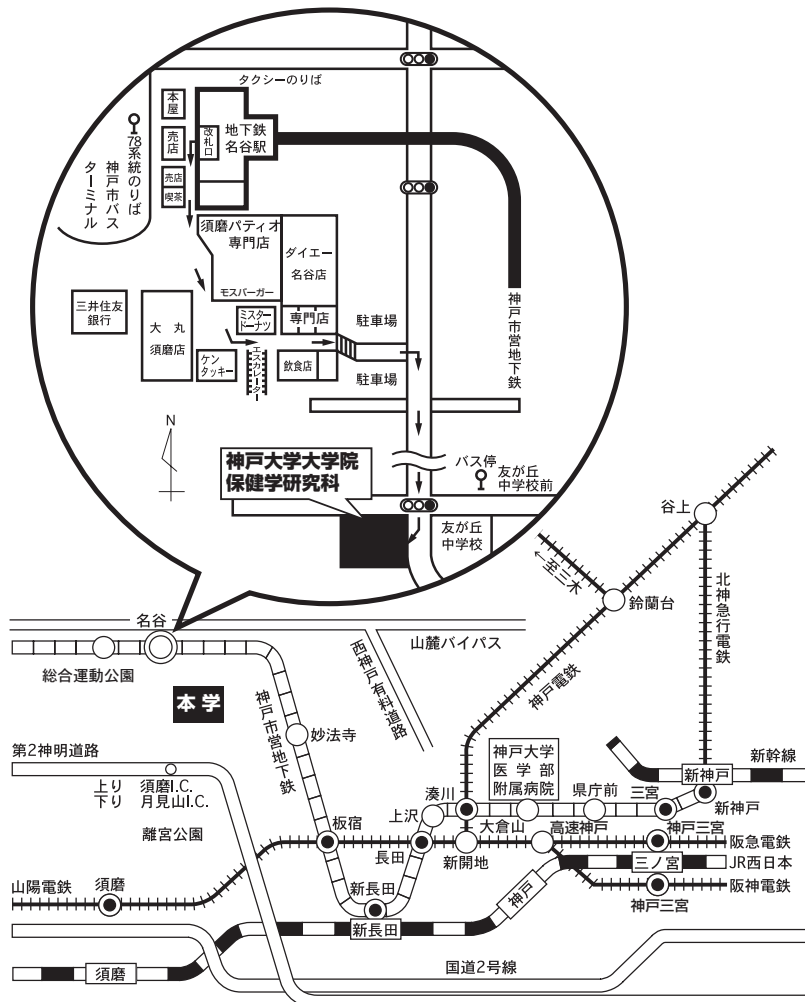 タクシーのりば
本屋
売店
改札口
地下鉄
名谷駅
78系統のりば
神戸市バス
ターミナル
売店
喫茶
須磨パティオ
専門店
ダイエー
名谷店
モスバーガー
三井住友
銀行
大丸
須磨店
ミスター
ドーナツ
専門店
駐車場
神戸市営地下鉄
ケン
タッキー
エスカレーター
飲食店
駐車場
N
神戸大学大学院
保健学研究科
バス停
友が丘
中学校前
友が丘
中学校
谷上
←至三木
鈴蘭台
北神急行電鉄
名谷
山麓バイパス
総合運動公園
西神戸有料道路
神戸電鉄
本学
神戸市営地下鉄
妙法寺
第2神明道路
上り 須磨I.C.
下り 月見山I.C.
離宮公園
神戸大学
医学部
附属病院
新幹線
新神戸
湊川
県庁前
三宮
新神戸
上沢
大倉山
板宿
長田
新開地
高速神戸
神戸三宮
阪急電鉄
三ノ宮
JR西日本
山陽電鉄
須磨
新長田
神戸
阪神電鉄
神戸三宮
新長田
須磨
国道2号線